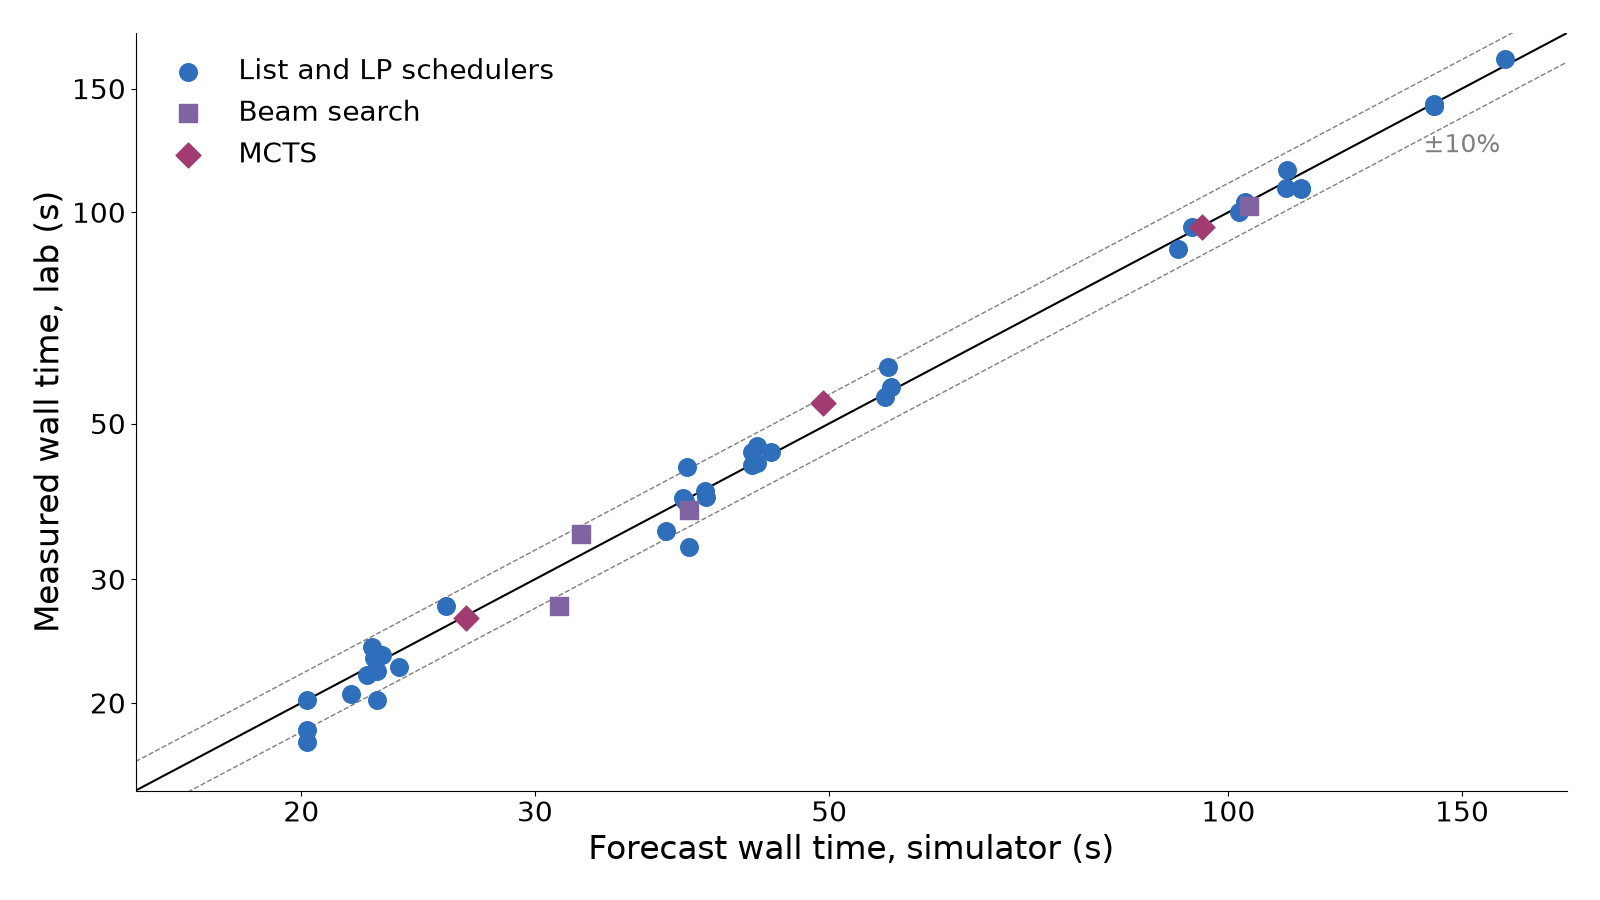 List and LP schedulers
Beam search
MCTS
±10%
150
100
50
30
20
Measured wall time, lab (s)
20
30
50
100
150
Forecast wall time, simulator (s)